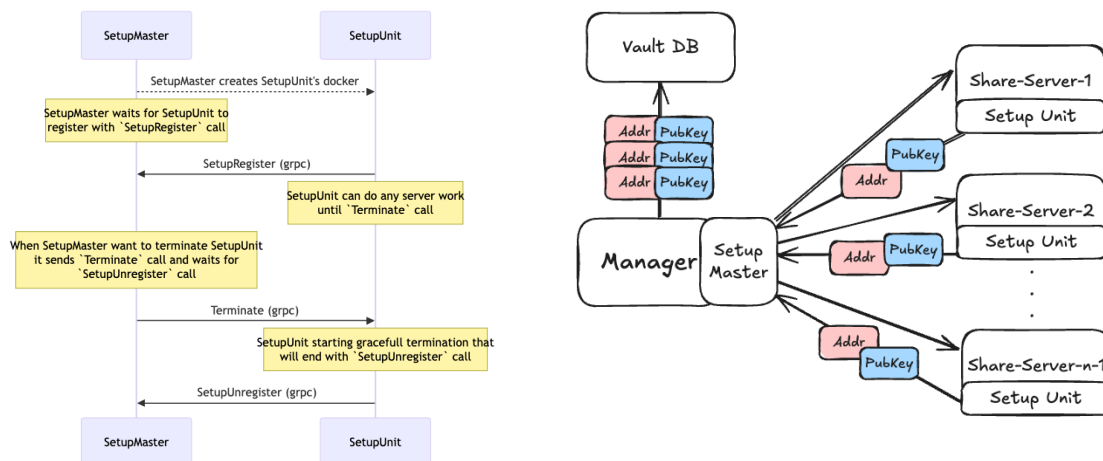 SetupMaster
SetupUnit
SetupMaster creates SetupUnit's docker
SetupMaster waits for SetupUnit to
register with `SetupRegister` call
SetupRegister (grpc)
SetupUnit can do any server work
until `Terminate` call
When SetupMaster want to terminate SetupUnit
it sends `Terminate` call and waits for
`SetupUnregister` call
Terminate (grpc)
SetupUnit starting gracefull termination that
will end with `SetupUnregister` call
SetupUnregister (grpc)
SetupMaster
SetupUnit
Vault DB
Addr PubKey
Addr PubKey
Addr PubKey
Manager
Setup
Master
Share-Server-1
Setup Unit
PubKey
Addr
Share-Server-2
Setup Unit
PubKey
Addr
.
.
.
Share-Server-n-1
Setup Unit
Addr
PubKey